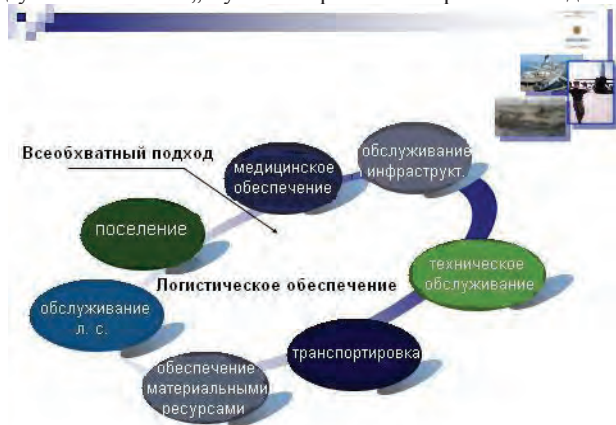 Всеобхватный подход
медицинское
обеспечение
обслуживание
инфраструкт.
поселение
техническое
обслуживание
Логистическое обеспечение
обслуживание
л. с.
транспортировка
обеспечение
материальными
ресурсами